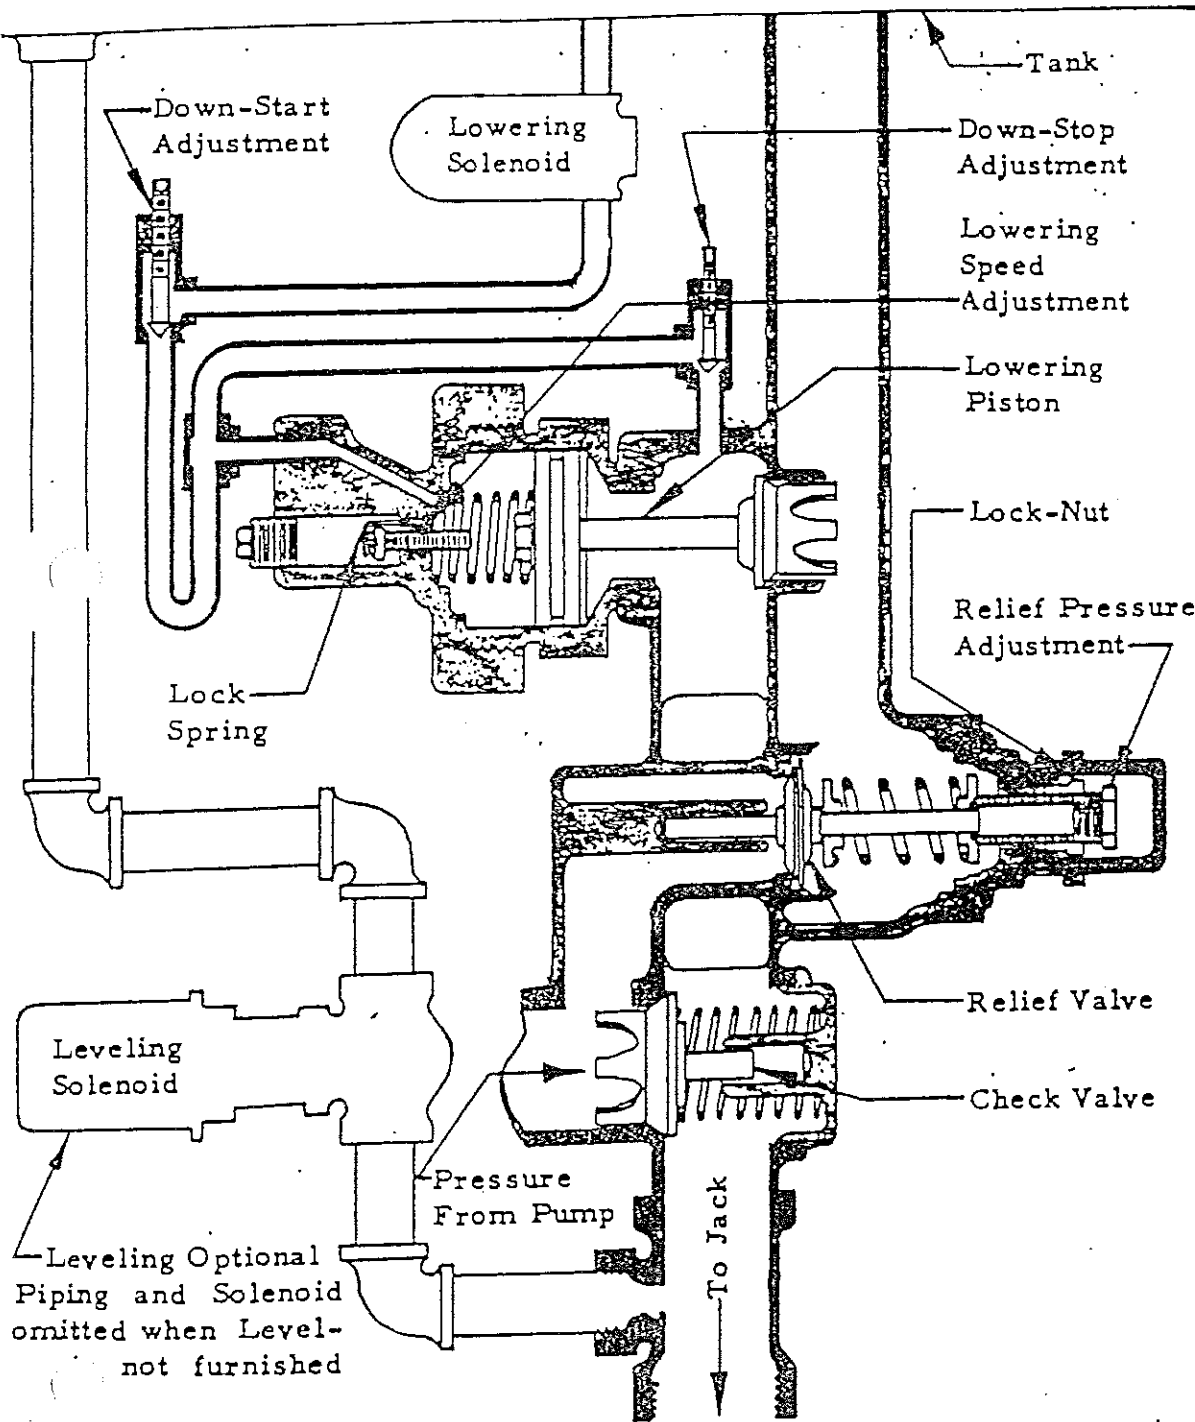 Tank
Down-Start
Adjustment
Lowering
Solenoid
Down-Stop
Adjustment
Lowering
Speed
Adjustment
Lowering
Piston
Lock-Nut
Relief Pressure
Adjustment
Lock
Spring
Relief Valve
Leveling
Solenoid
Check Valve
Pressure
From Pump
To Jack
Leveling Optional
Piping and Solenoid
omitted when Level-
not furnished